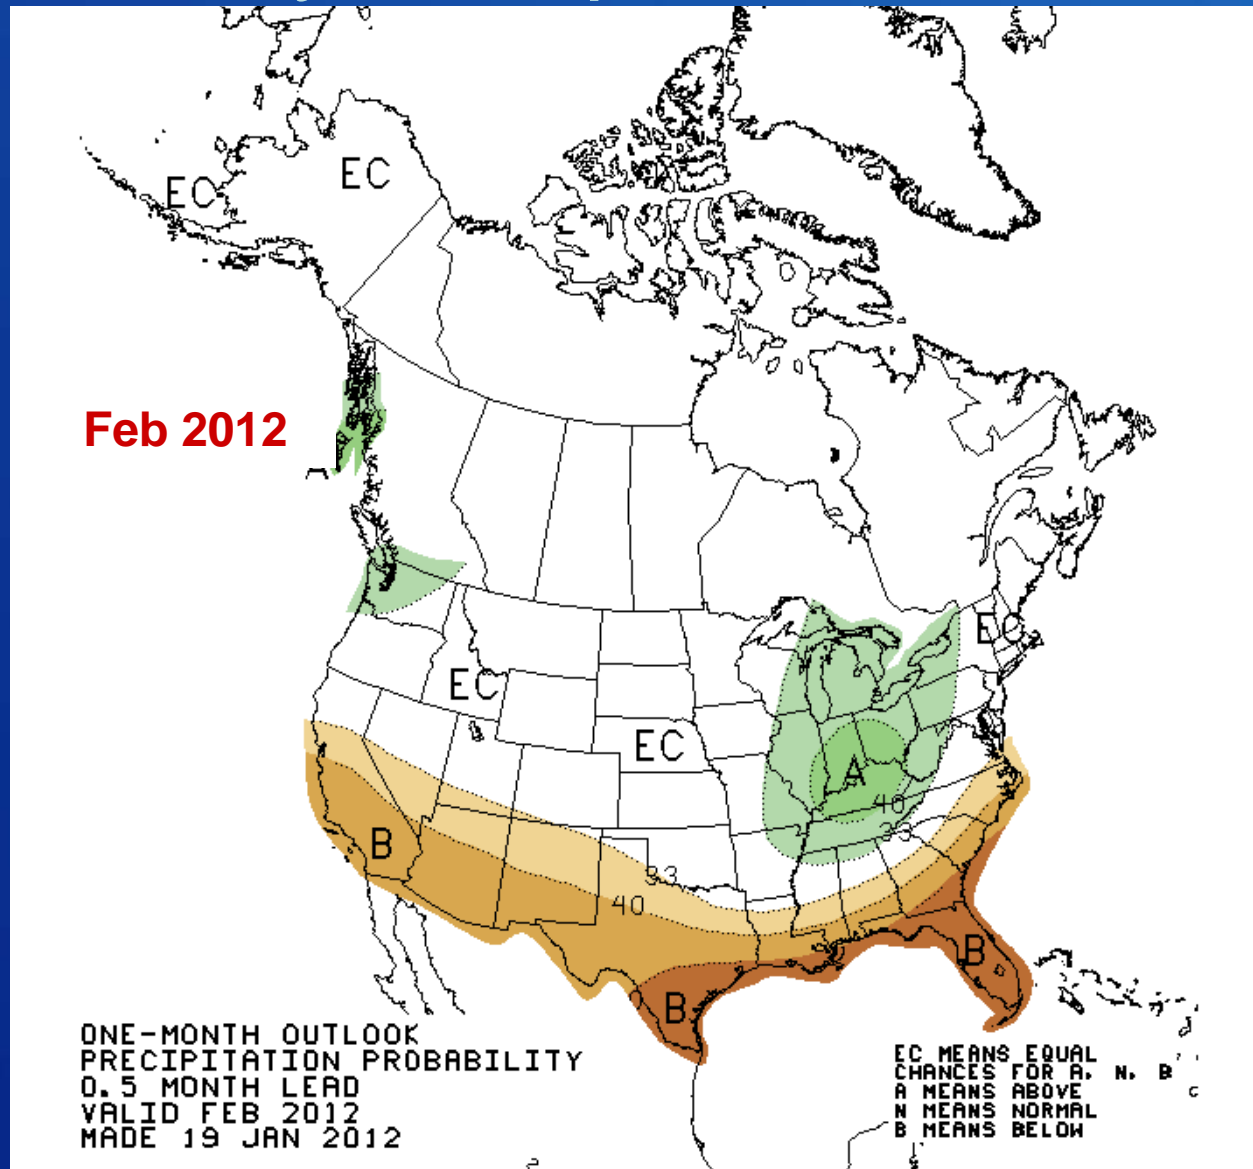 EC
EC
Feb 2012
EC
EC
EC
A
40
33
B
33
40
B
B
ONE-MONTH OUTLOOK
PRECIPITATION PROBABILITY
0.5 MONTH LEAD
VALID FEB 2012
MADE 19 JAN 2012
EC MEANS EQUAL
CHANCES FOR A, N, B
A MEANS ABOVE
N MEANS NORMAL
B MEANS BELOW